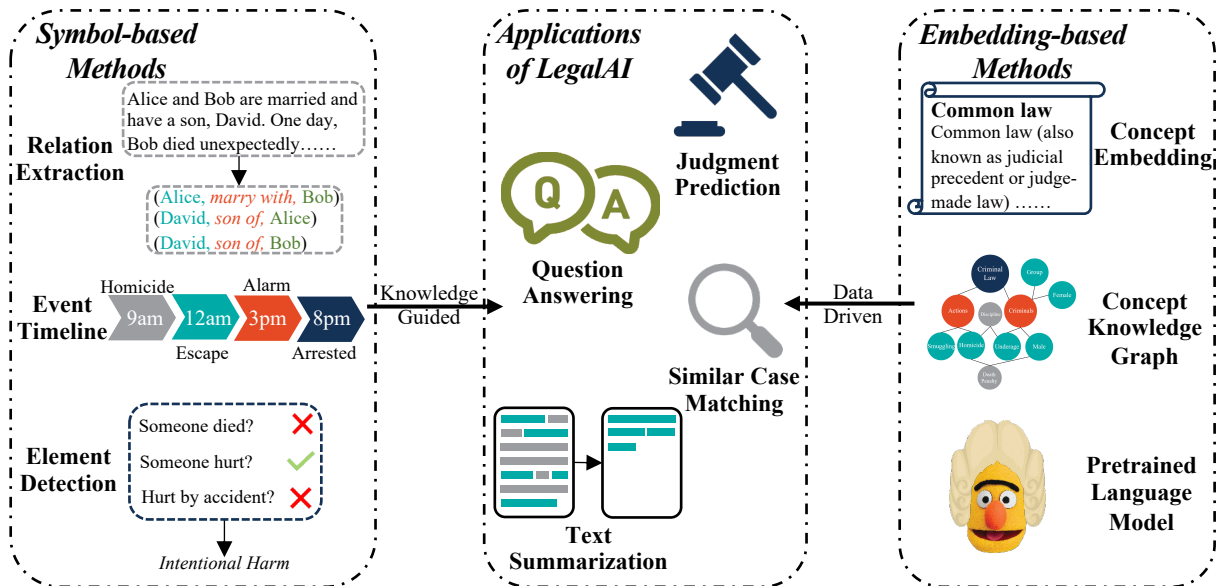 Symbol-based
Methods
Alice and Bob are married and
have a son, David. One day,
Bob died unexpectedly……
Relation
Extraction
(Alice, marry with, Bob)
(David, son of, Alice)
(David, son of, Bob)
Homicide
Alarm
Event
Timeline
9am
12am
3pm
8pm
Escape
Arrested
Someone died?
Someone hurt?
Hurt by accident?
Element
Detection
Intentional Harm
Knowledge
Guided
Applications
of LegalAI
Judgment
Prediction
Q
A
Question
Answering
Similar Case
Matching
Text
Summarization
Data
Driven
Embedding-based
Methods
Common law
Common law (also
known as judicial
precedent or judge-
made law) ……
Concept
Embedding
Criminal
Law
Group
Female
Actions
Discipline
Criminals
Smuggling
Homicide
Underage
Male
Death
Penalty
Concept
Knowledge
Graph
Pretrained
Language
Model